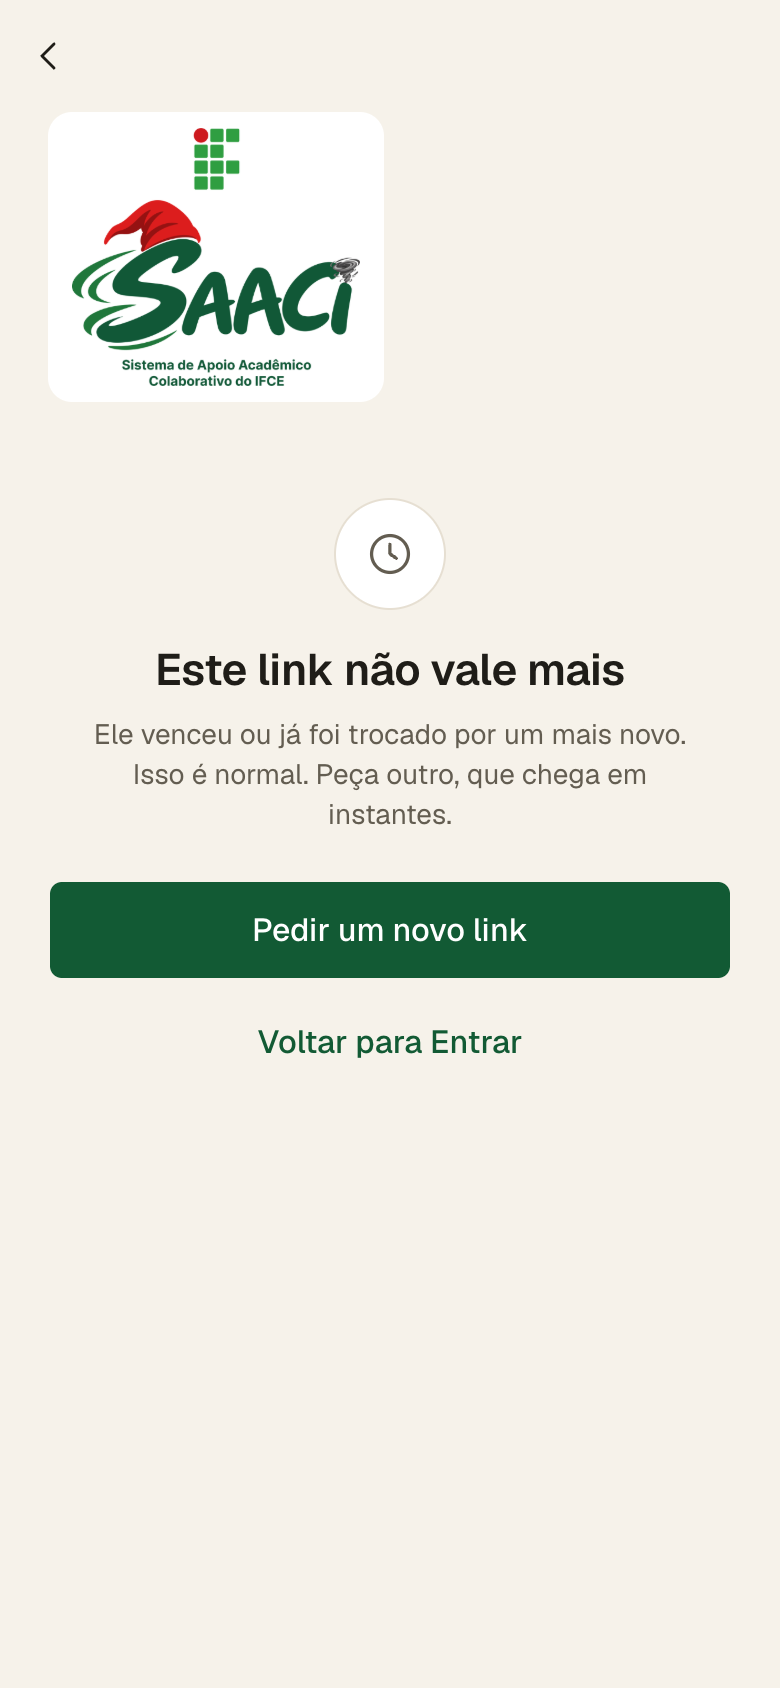 SAACI
Sistema de Apoio Acadêmico
Colaborativo do IFCE
Este link não vale mais
Ele venceu ou já foi trocado por um mais novo.
Isso é normal. Peça outro, que chega em
instantes.
Pedir um novo link
Voltar para Entrar